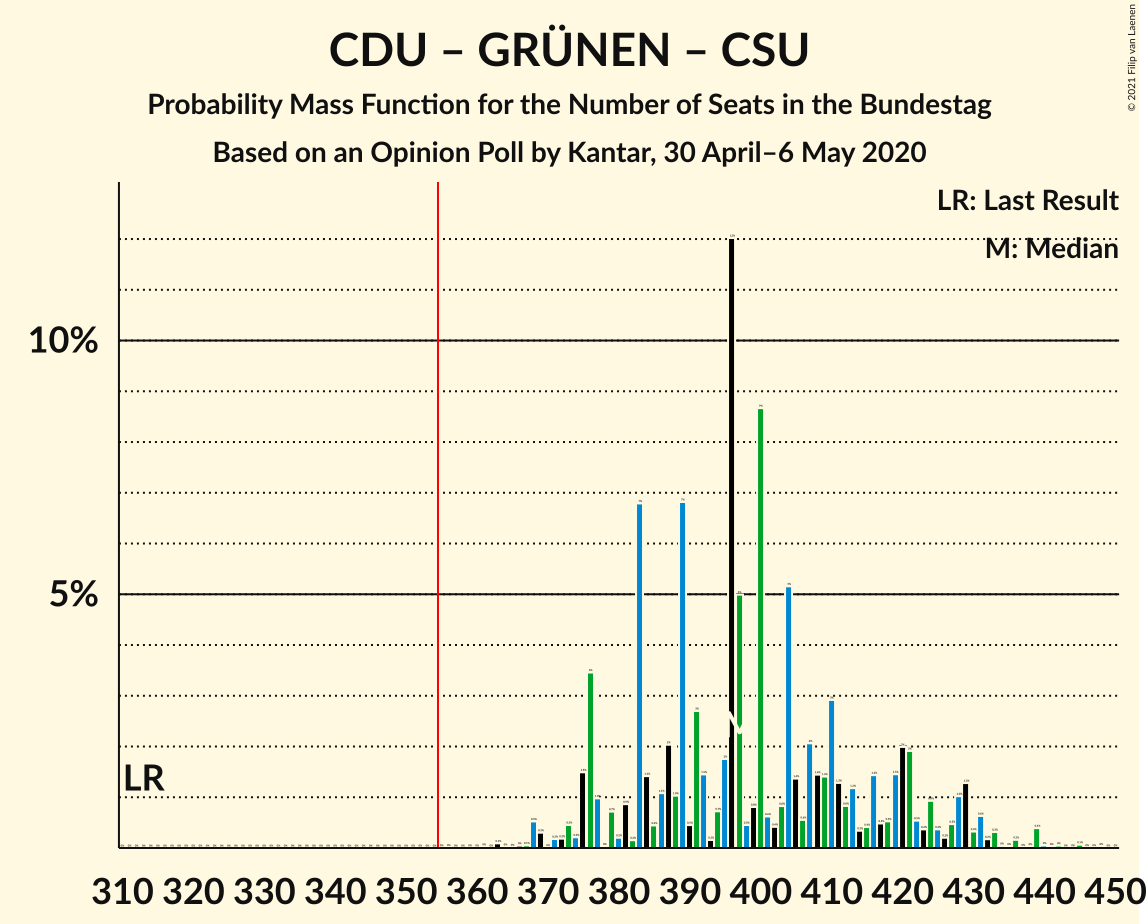 CDU – GRÜNEN – CSU
Probability Mass Function for the Number of Seats in the Bundestag
Based on an Opinion Poll by Kantar, 30 April–6 May 2020
© 2021 Filip van Laenen
LR: Last Result
M: Median
10%
5%
LR
310 320 330 340 350 360 370 380 390 400 410 420 430 440 450